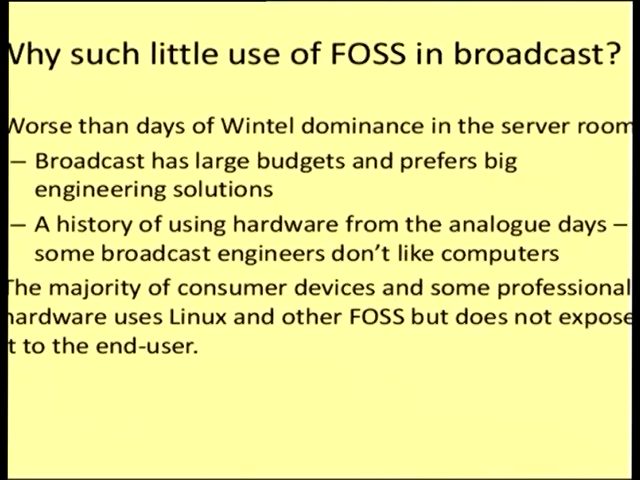 Why such little use of FOSS in broadcast?
Worse than days of Wintel dominance in the server room
– Broadcast has large budgets and prefers big
engineering solutions
– A history of using hardware from the analogue days –
some broadcast engineers don't like computers
The majority of consumer devices and some professional
hardware uses Linux and other FOSS but does not expose
it to the end-user.